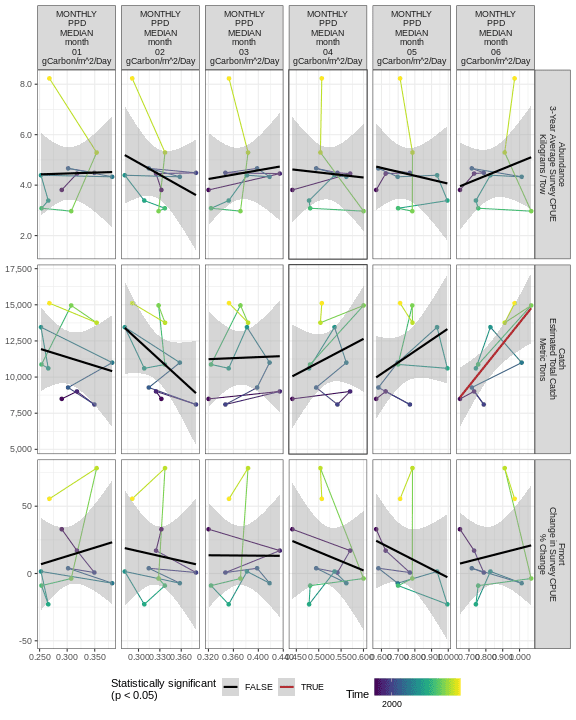 MONTHLY
PPD
MEDIAN
month
01
gCarbon/m^2/Day
MONTHLY
PPD
MEDIAN
month
02
gCarbon/m^2/Day
MONTHLY
PPD
MEDIAN
month
03
gCarbon/m^2/Day
MONTHLY
PPD
MEDIAN
month
04
gCarbon/m^2/Day
MONTHLY
PPD
MEDIAN
month
05
gCarbon/m^2/Day
MONTHLY
PPD
MEDIAN
month
06
gCarbon/m^2/Day
8.0
6.0
4.0
2.0
Abundance
3-Year Average Survey CPUE
Kilograms / Tow
17,500
15,000
12,500
10,000
7,500
5,000
Catch
Estimated Total Catch
Metric Tons
50
0
-50
Fmort
Change in Survey CPUE
% Change
0.250 0.300 0.350
0.300 0.330 0.360
0.320 0.360 0.400 0.440
0.450 0.500 0.550 0.600
0.600 0.700 0.800 0.900 1.000
0.700 0.800 0.900 1.000
Statistically significant
(p < 0.05)
FALSE
TRUE
Time
2000